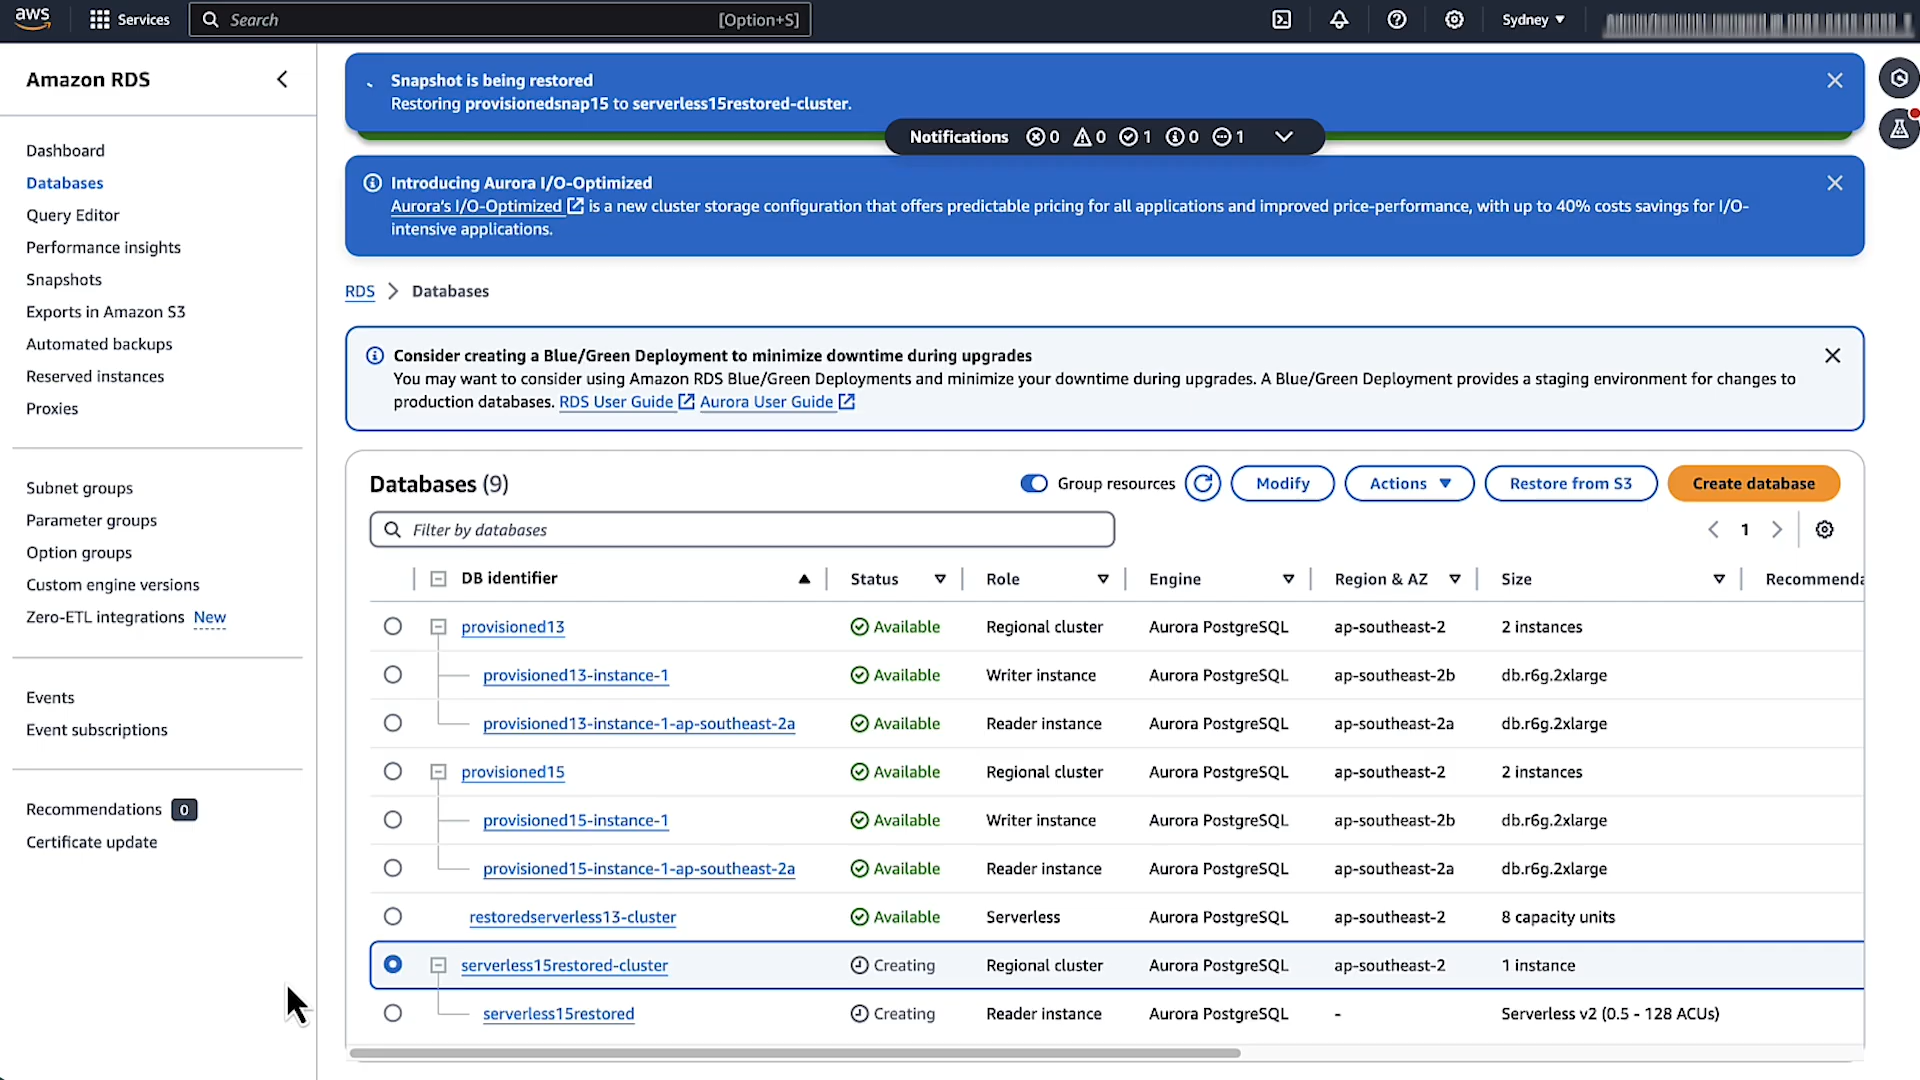 aws
Services
Search
[Option+S]
Sydney
Amazon RDS
Dashboard
Databases
Query Editor
Performance insights
Snapshots
Exports in Amazon S3
Automated backups
Reserved instances
Proxies
Subnet groups
Parameter groups
Option groups
Custom engine versions
Zero-ETL integrations New
Events
Event subscriptions
Recommendations 0
Certificate update
Snapshot is being restored
Restoring provisionedsnap15 to serverless15restored-cluster.
Notifications 0 0 1 0 1
Introducing Aurora I/O-Optimized
Aurora's I/O-Optimized is a new cluster storage configuration that offers predictable pricing for all applications and improved price-performance, with up to 40% costs savings for I/O-
intensive applications.
RDS > Databases
Consider creating a Blue/Green Deployment to minimize downtime during upgrades
You may want to consider using Amazon RDS Blue/Green Deployments and minimize your downtime during upgrades. A Blue/Green Deployment provides a staging environment for changes to
production databases. RDS User Guide Aurora User Guide
Databases (9)
Group resources
Modify
Actions
Restore from S3
Create database
Filter by databases
1
DB identifier Status Role Engine Region & AZ Size Recommenda
provisioned13 Available Regional cluster Aurora PostgreSQL ap-southeast-2 2 instances
provisioned13-instance-1 Available Writer instance Aurora PostgreSQL ap-southeast-2b db.r6g.2xlarge
provisioned13-instance-1-ap-southeast-2a Available Reader instance Aurora PostgreSQL ap-southeast-2a db.r6g.2xlarge
provisioned15 Available Regional cluster Aurora PostgreSQL ap-southeast-2 2 instances
provisioned15-instance-1 Available Writer instance Aurora PostgreSQL ap-southeast-2b db.r6g.2xlarge
provisioned15-instance-1-ap-southeast-2a Available Reader instance Aurora PostgreSQL ap-southeast-2a db.r6g.2xlarge
restoredserverless13-cluster Available Serverless Aurora PostgreSQL ap-southeast-2 8 capacity units
serverless15restored-cluster Creating Regional cluster Aurora PostgreSQL ap-southeast-2 1 instance
serverless15restored Creating Reader instance Aurora PostgreSQL - Serverless v2 (0.5 - 128 ACUs)